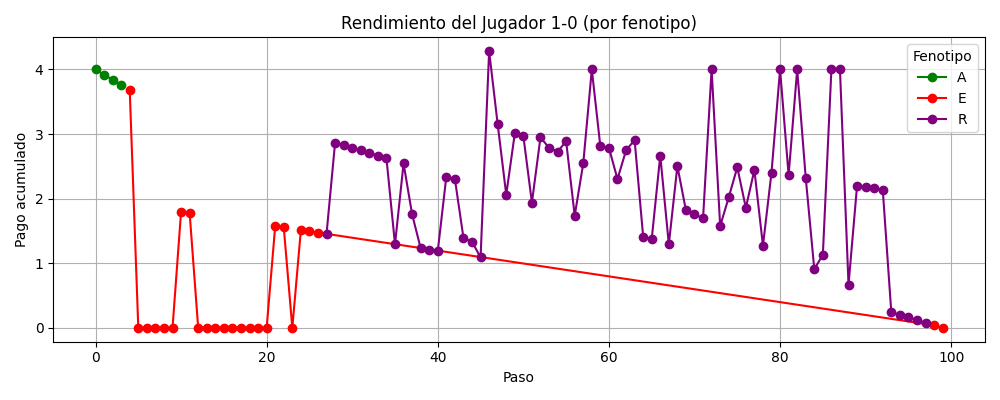 Rendimiento del Jugador 1-0 (por fenotipo)
Pago acumulado
4
3
2
1
0
Fenotipo
A
E
R
0
20
40
60
80
100
Paso